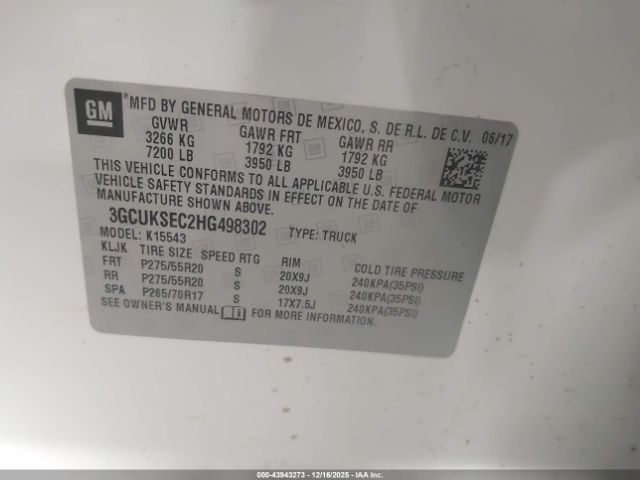 GM
MFD BY GENERAL MOTORS DE MEXICO, S. DE R.L. DE C.V. 06/17
GVWR GAWR FRT GAWR RR
3266 KG 1792 KG 1792 KG
7200 LB 3950 LB 3950 LB
THIS VEHICLE CONFORMS TO ALL APPLICABLE U.S. FEDERAL MOTOR
VEHICLE SAFETY STANDARDS IN EFFECT ON THE DATE OF
MANUFACTURE SHOWN ABOVE.
3GCUKSEC2HG498302 TYPE: TRUCK
MODEL: K15543
KLJK TIRE SIZE SPEED RTG RIM COLD TIRE PRESSURE
FRT P275/55R20 S 20X9J 240KPA(35PSI)
RR P275/55R20 S 20X9J 240KPA(35PSI)
SPA P265/70R17 S 17X7.5J 240KPA(35PSI)
SEE OWNER'S MANUAL FOR MORE INFORMATION.
000-43943273 - 12/16/2025 - IAA Holdings, LLC. - Copyright